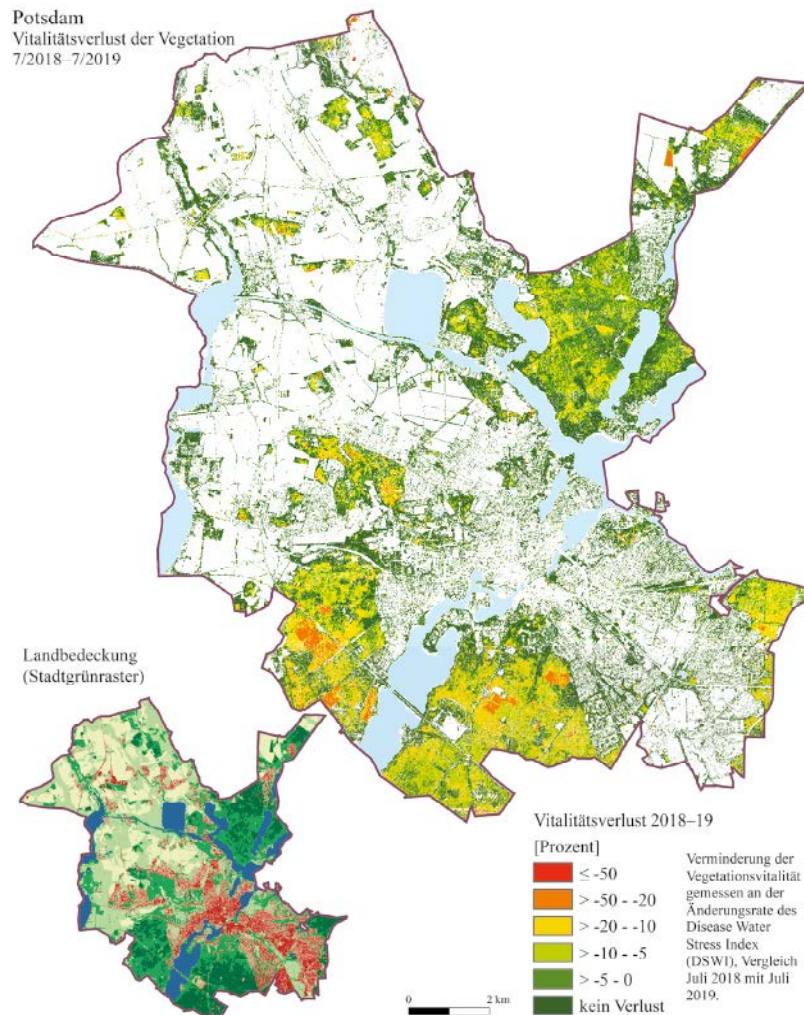 Potsdam
Vitalitätsverlust der Vegetation
7/2018–7/2019
Landbedeckung
(Stadtgrünraster)
Vitalitätsverlust 2018–19
[Prozent]
≤ -50
> -50 - -20
> -20 - -10
> -10 - -5
> -5 - 0
kein Verlust
Verminderung der
Vegetationsvitalität
gemessen an der
Änderungsrate des
Disease Water
Stress Index
(DSWI), Vergleich
Juli 2018 mit Juli
2019.
0 2 km